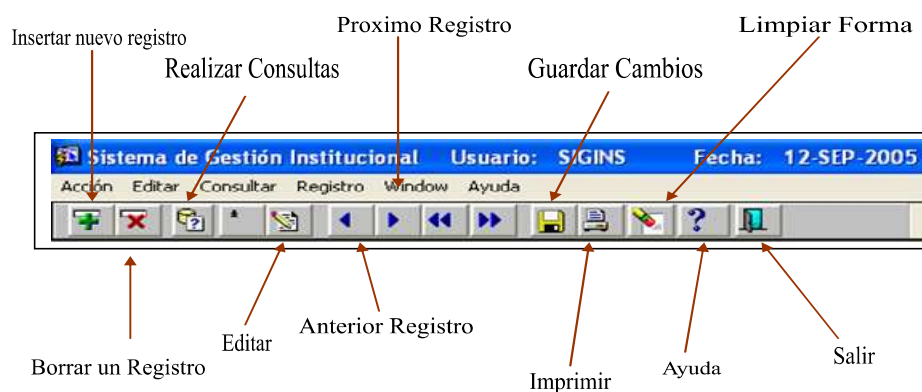 Insertar nuevo registro
Proximo Registro
Limpiar Forma
Realizar Consultas
Guardar Cambios
Sistema de Gestión Institucional Usuario: SIGINS Fecha: 12-SEP-2005
Acción Editar Consultar Registro Window Ayuda
Borrar un Registro
Editar
Anterior Registro
Imprimir
Ayuda
Salir